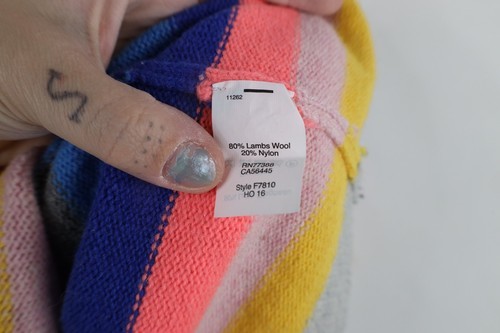 11262
80% Lambs Wool
20% Nylon
RN77388
CA56445
Style F7810
HO 16